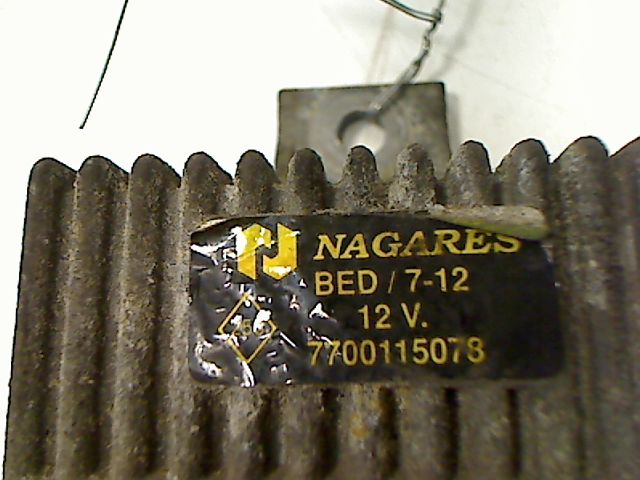 NAGARES
BED / 7-12
12 V.
7700115078